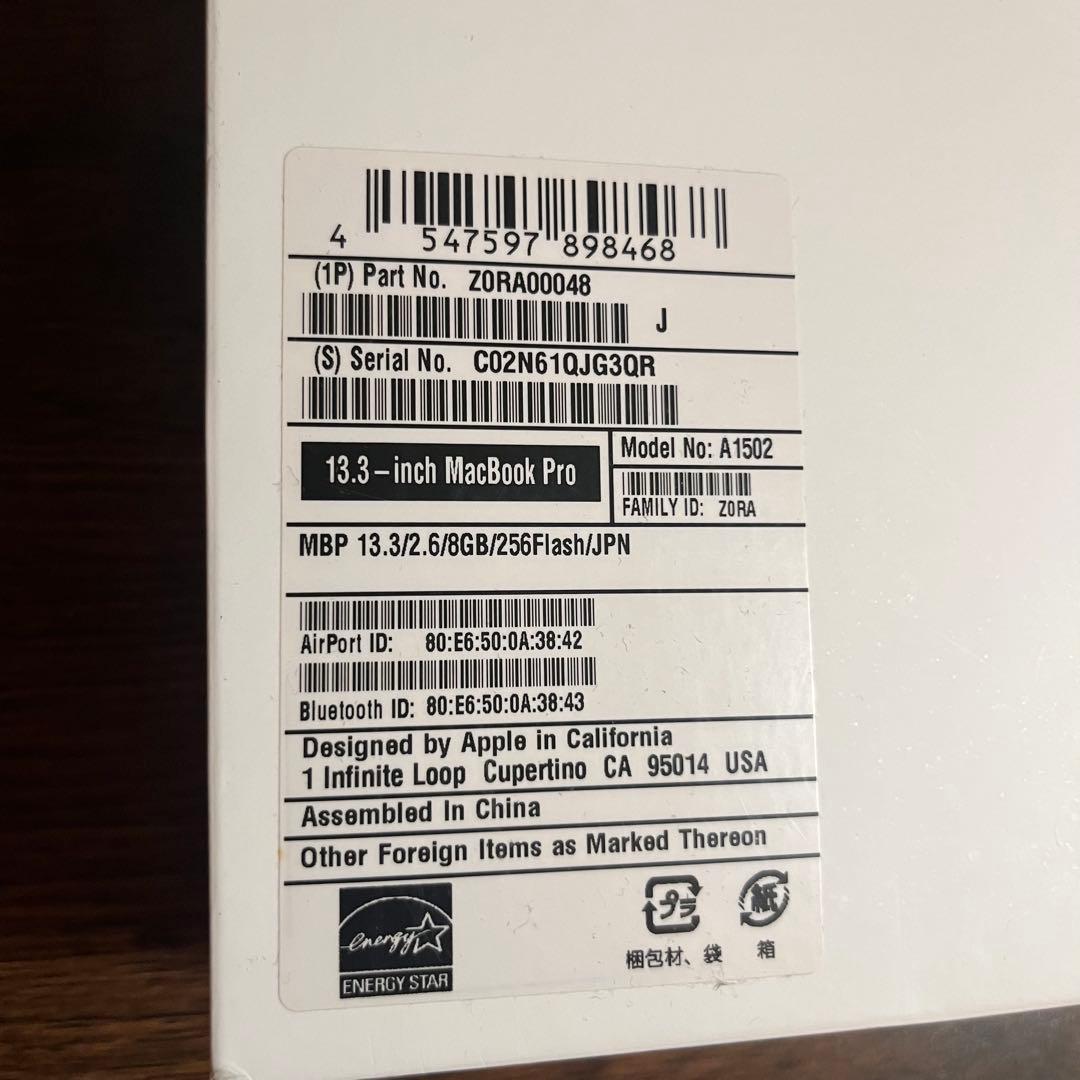 4 547597 898468
(1P) Part No. Z0RA00048
J
(S) Serial No. C02N61QJG3QR
13.3-inch MacBook Pro
Model No: A1502
FAMILY ID: Z0RA
MBP 13.3/2.6/8GB/256Flash/JPN
AirPort ID: 80:E6:50:0A:38:42
Bluetooth ID: 80:E6:50:0A:38:43
Designed by Apple in California
1 Infinite Loop Cupertino CA 95014 USA
Assembled In China
Other Foreign Items as Marked Thereon
energy
ENERGY STAR
プラ
紙
梱包材、袋
箱